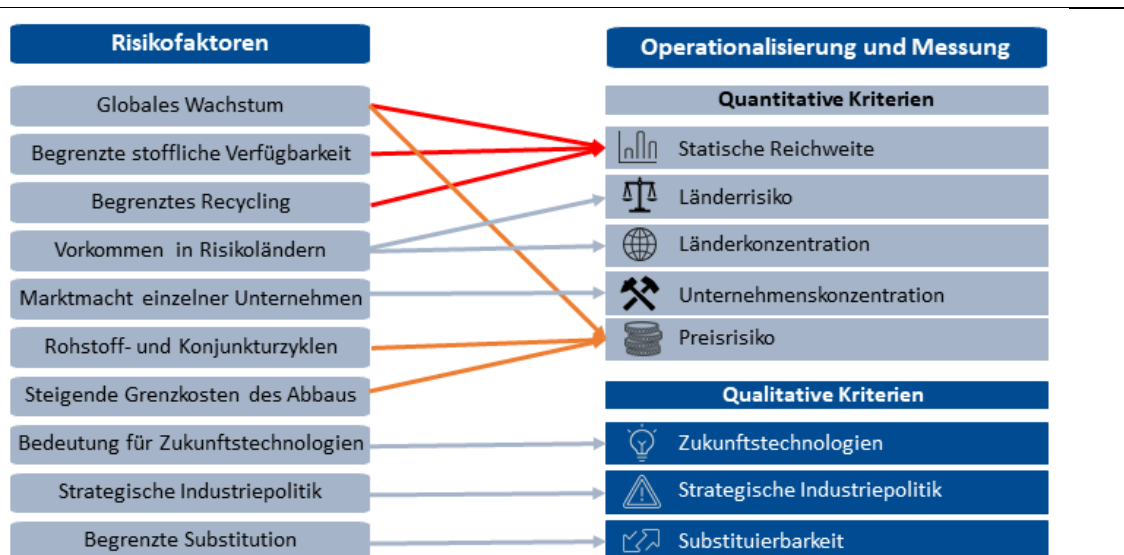 Risikofaktoren
Globales Wachstum
Begrenzte stoffliche Verfügbarkeit
Begrenztes Recycling
Vorkommen in Risikoländern
Marktmacht einzelner Unternehmen
Rohstoff- und Konjunkturzyklen
Steigende Grenzkosten des Abbaus
Bedeutung für Zukunftstechnologien
Strategische Industriepolitik
Begrenzte Substitution
Operationalisierung und Messung
Quantitative Kriterien
Statische Reichweite
Länderrisiko
Länderkonzentration
Unternehmenskonzentration
Preisrisiko
Qualitative Kriterien
Zukunftstechnologien
Strategische Industriepolitik
Substituierbarkeit